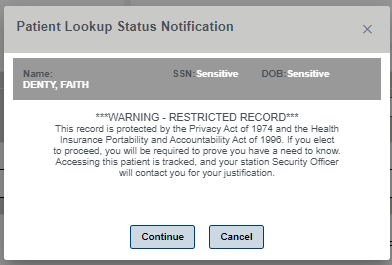 Patient Lookup Status Notification ×
Name: SSN: Sensitive DOB: Sensitive
DENTY, FAITH
***WARNING - RESTRICTED RECORD***
This record is protected by the Privacy Act of 1974 and the Health
Insurance Portability and Accountability Act of 1996. If you elect
to proceed, you will be required to prove you have a need to know.
Accessing this patient is tracked, and your station Security Officer
will contact you for your justification.
Continue Cancel